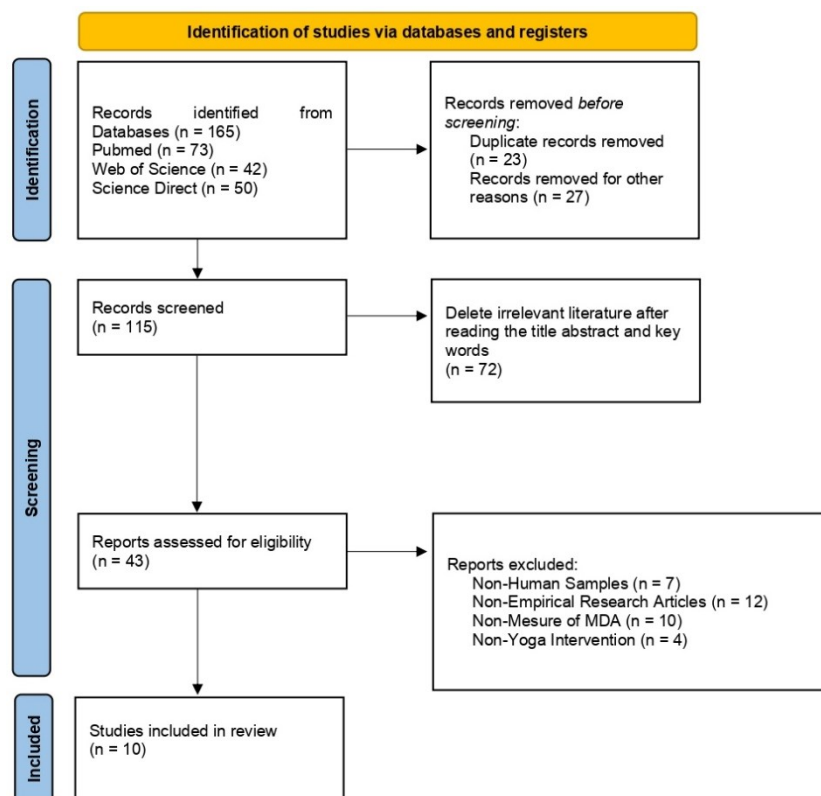 Identification of studies via databases and registers
Identification
Records identified from
Databases (n = 165)
Pubmed (n = 73)
Web of Science (n = 42)
Science Direct (n = 50)
Records removed before
screening:
Duplicate records removed
(n = 23)
Records removed for other
reasons (n = 27)
Screening
Records screened
(n = 115)
Delete irrelevant literature after
reading the title abstract and key
words
(n = 72)
Reports assessed for eligibility
(n = 43)
Reports excluded:
Non-Human Samples (n = 7)
Non-Empirical Research Articles (n = 12)
Non-Mesure of MDA (n = 10)
Non-Yoga Intervention (n = 4)
Included
Studies included in review
(n = 10)